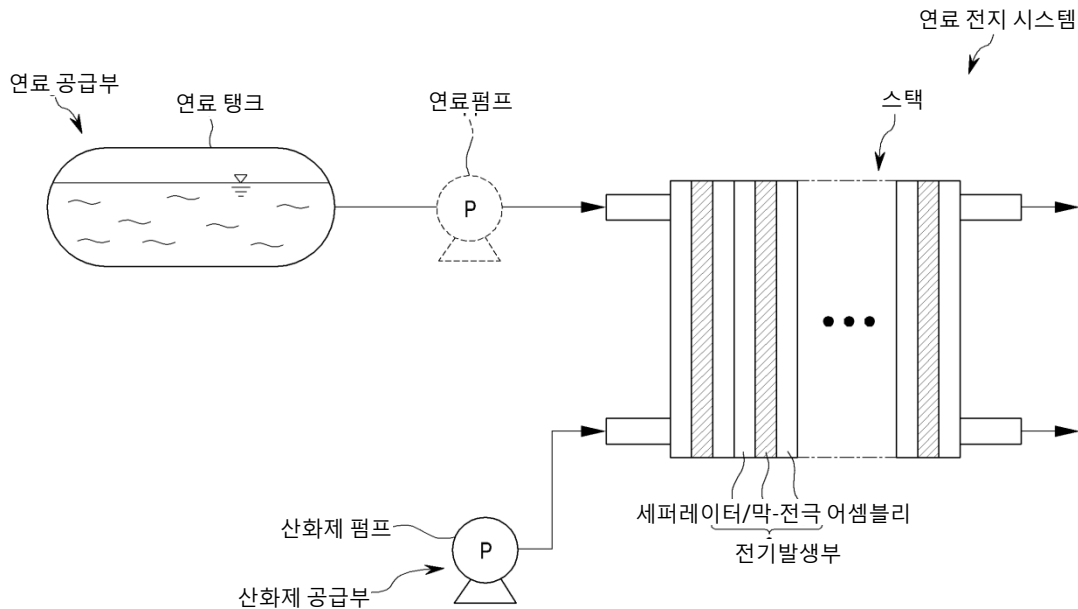 연료 전지 시스템
연료 공급부
연료 탱크
연료펌프
스택
P
세퍼레이터/막-전극 어셈블리
전기발생부
산화제 펌프
P
산화제 공급부